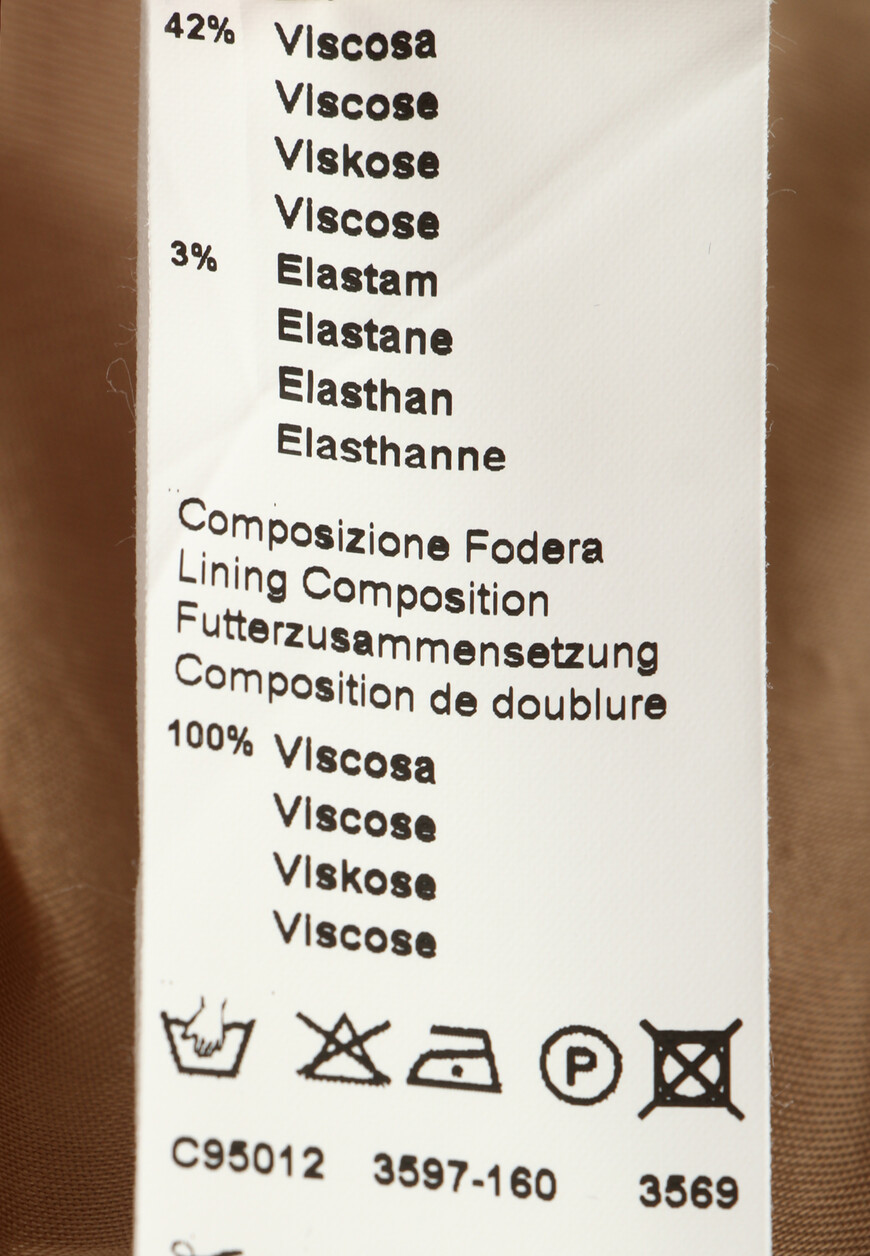 42% Viscosa
Viscose
Viskose
Viscose
3% Elastam
Elastane
Elasthan
Elasthanne
Composizione Fodera
Lining Composition
Futterzusammensetzung
Composition de doublure
100% Viscosa
Viscose
Viskose
Viscose
P
C95012 3597-160 3569